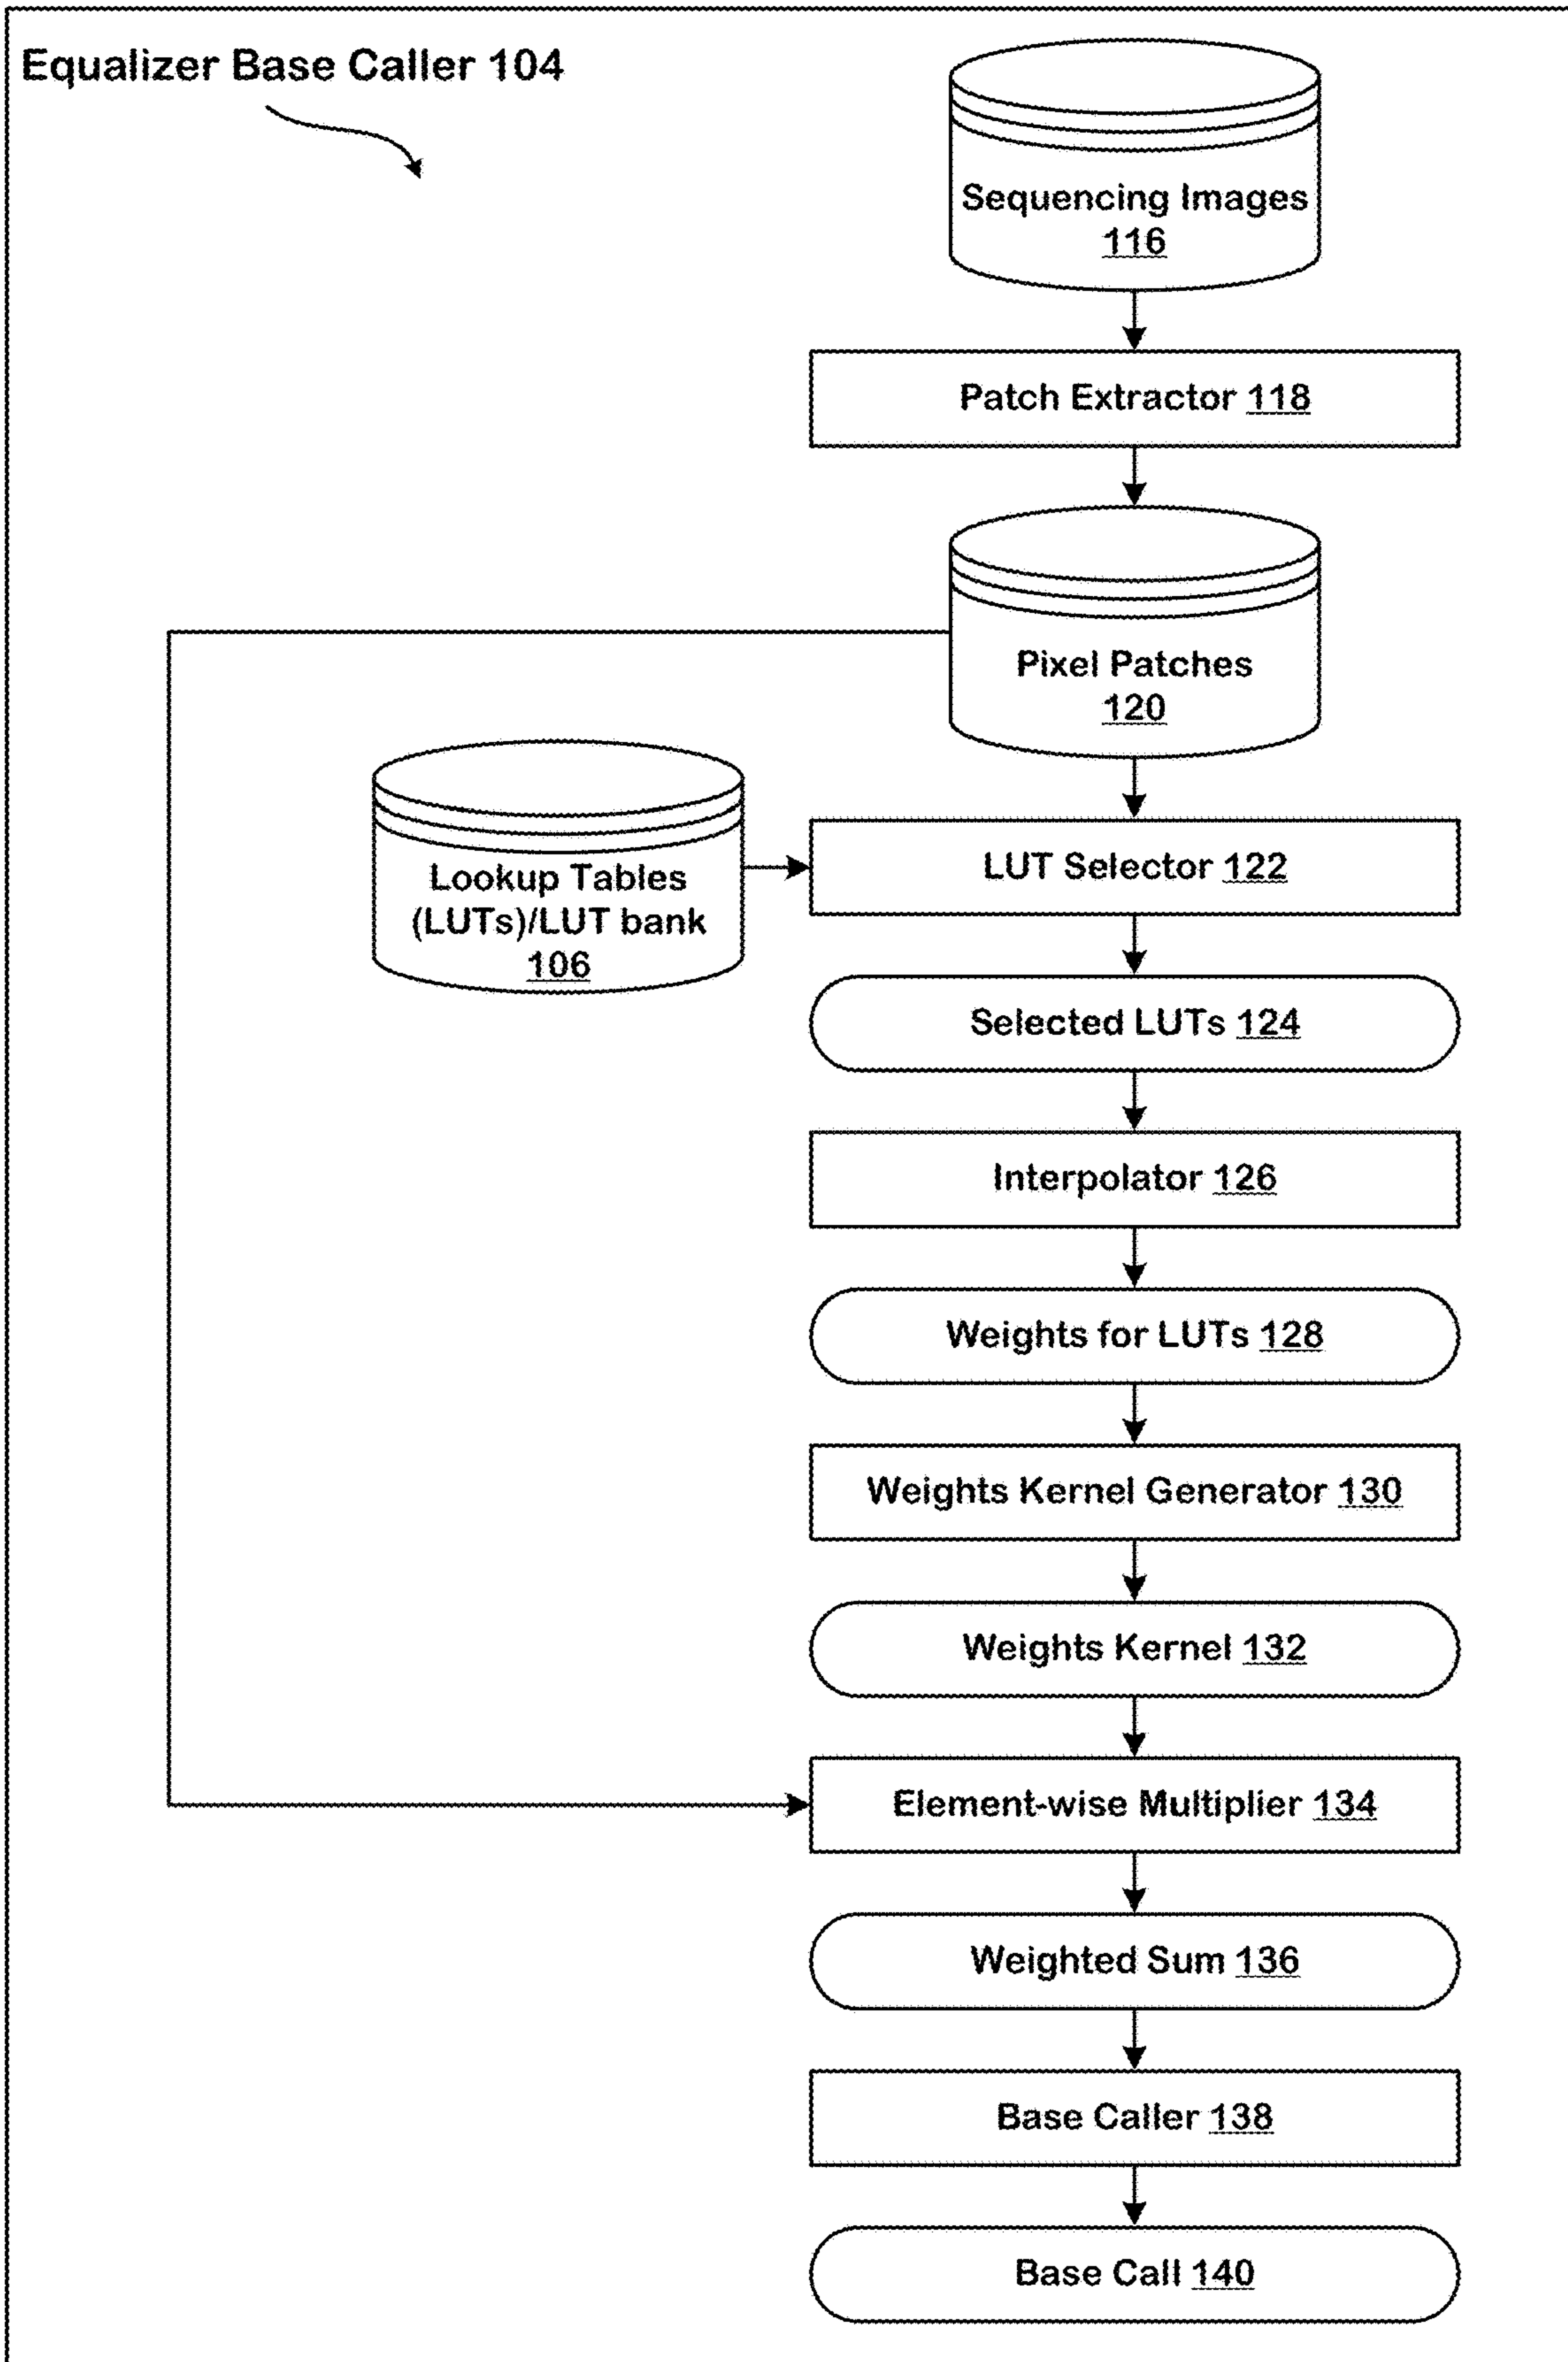 Equalizer Base Caller 104
Sequencing Images
116
Patch Extractor 118
Pixel Patches
120
Lookup Tables
(LUTs)/LUT bank
106
LUT Selector 122
Selected LUTs 124
Interpolator 126
Weights for LUTs 128
Weights Kernel Generator 130
Weights Kernel 132
Element-wise Multiplier 134
Weighted Sum 136
Base Caller 138
Base Call 140